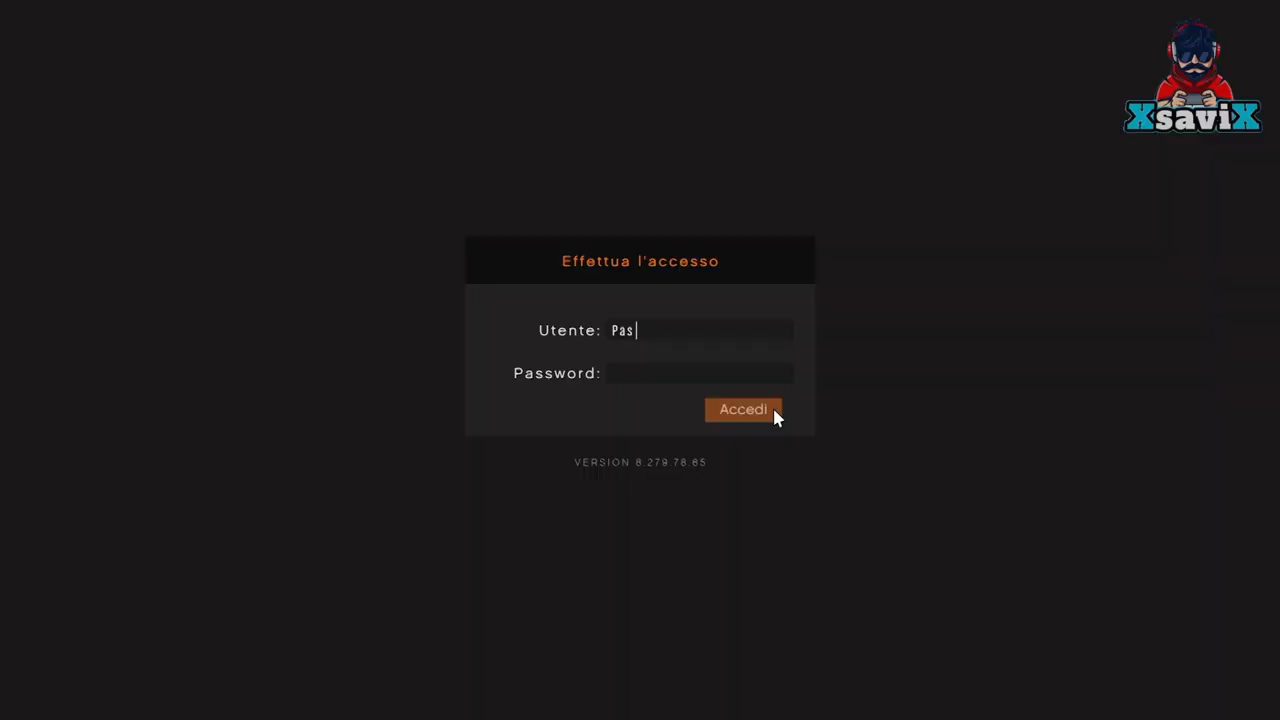 XsaviX
Effettua l'accesso
Utente: Pas
Password:
Accedi
VERSION 8.279.78.65